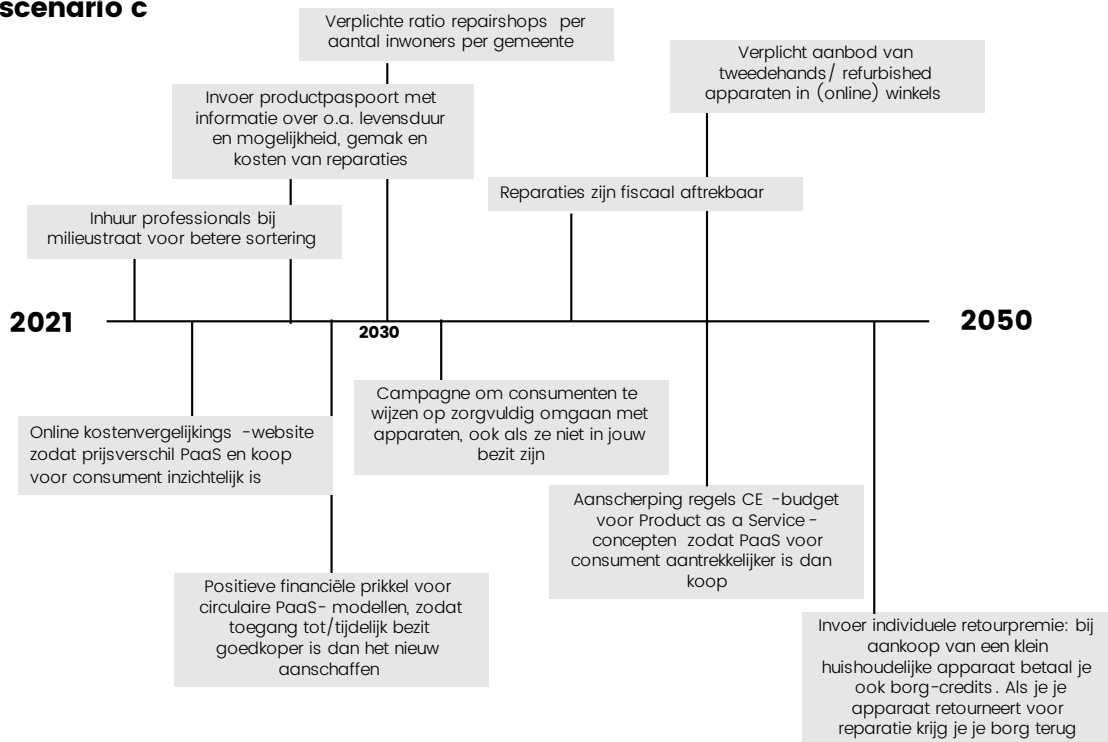 scenario c
Verplichte ratio repairshops per
aantal inwoners per gemeente
Verplicht aanbod van
tweedehands/ refurbished
apparaten in (online) winkels
Invoer productpaspoort met
informatie over o.a. levensduur
en mogelijkheid, gemak en
kosten van reparaties
Reparaties zijn fiscaal aftrekbaar
Inhuur professionals bij
milieustraat voor betere sortering
2021
2030
2050
Campagne om consumenten te
wijzen op zorgvuldig omgaan met
apparaten, ook als ze niet in jouw
bezit zijn
Online kostenvergelijkings -website
zodat prijsverschil PaaS en koop
voor consument inzichtelijk is
Aanscherping regels CE -budget
voor Product as a Service -
concepten zodat PaaS voor
consument aantrekkelijker is dan
koop
Positieve financiële prikkel voor
circulaire PaaS- modellen, zodat
toegang tot/tijdelijk bezit
goedkoper is dan het nieuw
aanschaffen
Invoer individuele retourpremie: bij
aankoop van een klein
huishoudelijke apparaat betaal je
ook borg-credits. Als je je
apparaat retourneert voor
reparatie krijg je je borg terug